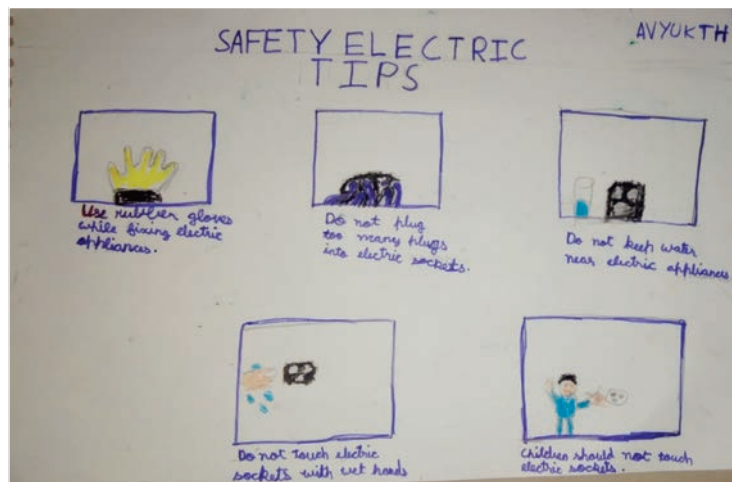 SAFETY ELECTRIC
TIPS
AVYUKTH
Use rubber gloves
while fixing electric
appliances.
Do not plug
too many plugs
into electric sockets.
Do not keep water
near electric appliances
Do not touch electric
sockets with wet hands
Children should not touch
electric sockets.